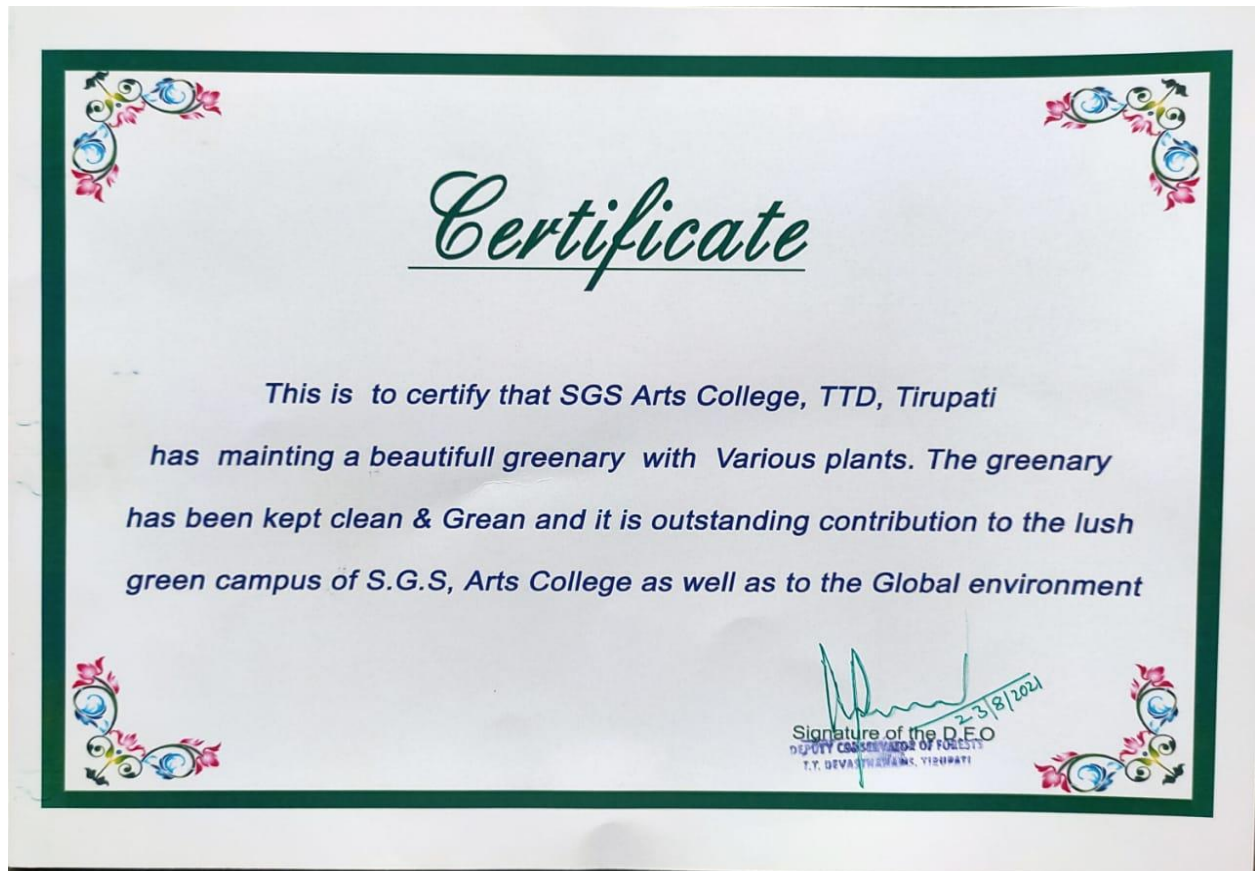 Certificate
This is to certify that SGS Arts College, TTD, Tirupati
has mainting a beautifull greenary with Various plants. The greenary
has been kept clean & Grean and it is outstanding contribution to the lush
green campus of S.G.S, Arts College as well as to the Global environment
23/8/2021
Signature of the D.F.O
DEPUTY CONSERVATOR OF FORESTS
T.T. DEVASTHANAMS, TIRUPATI